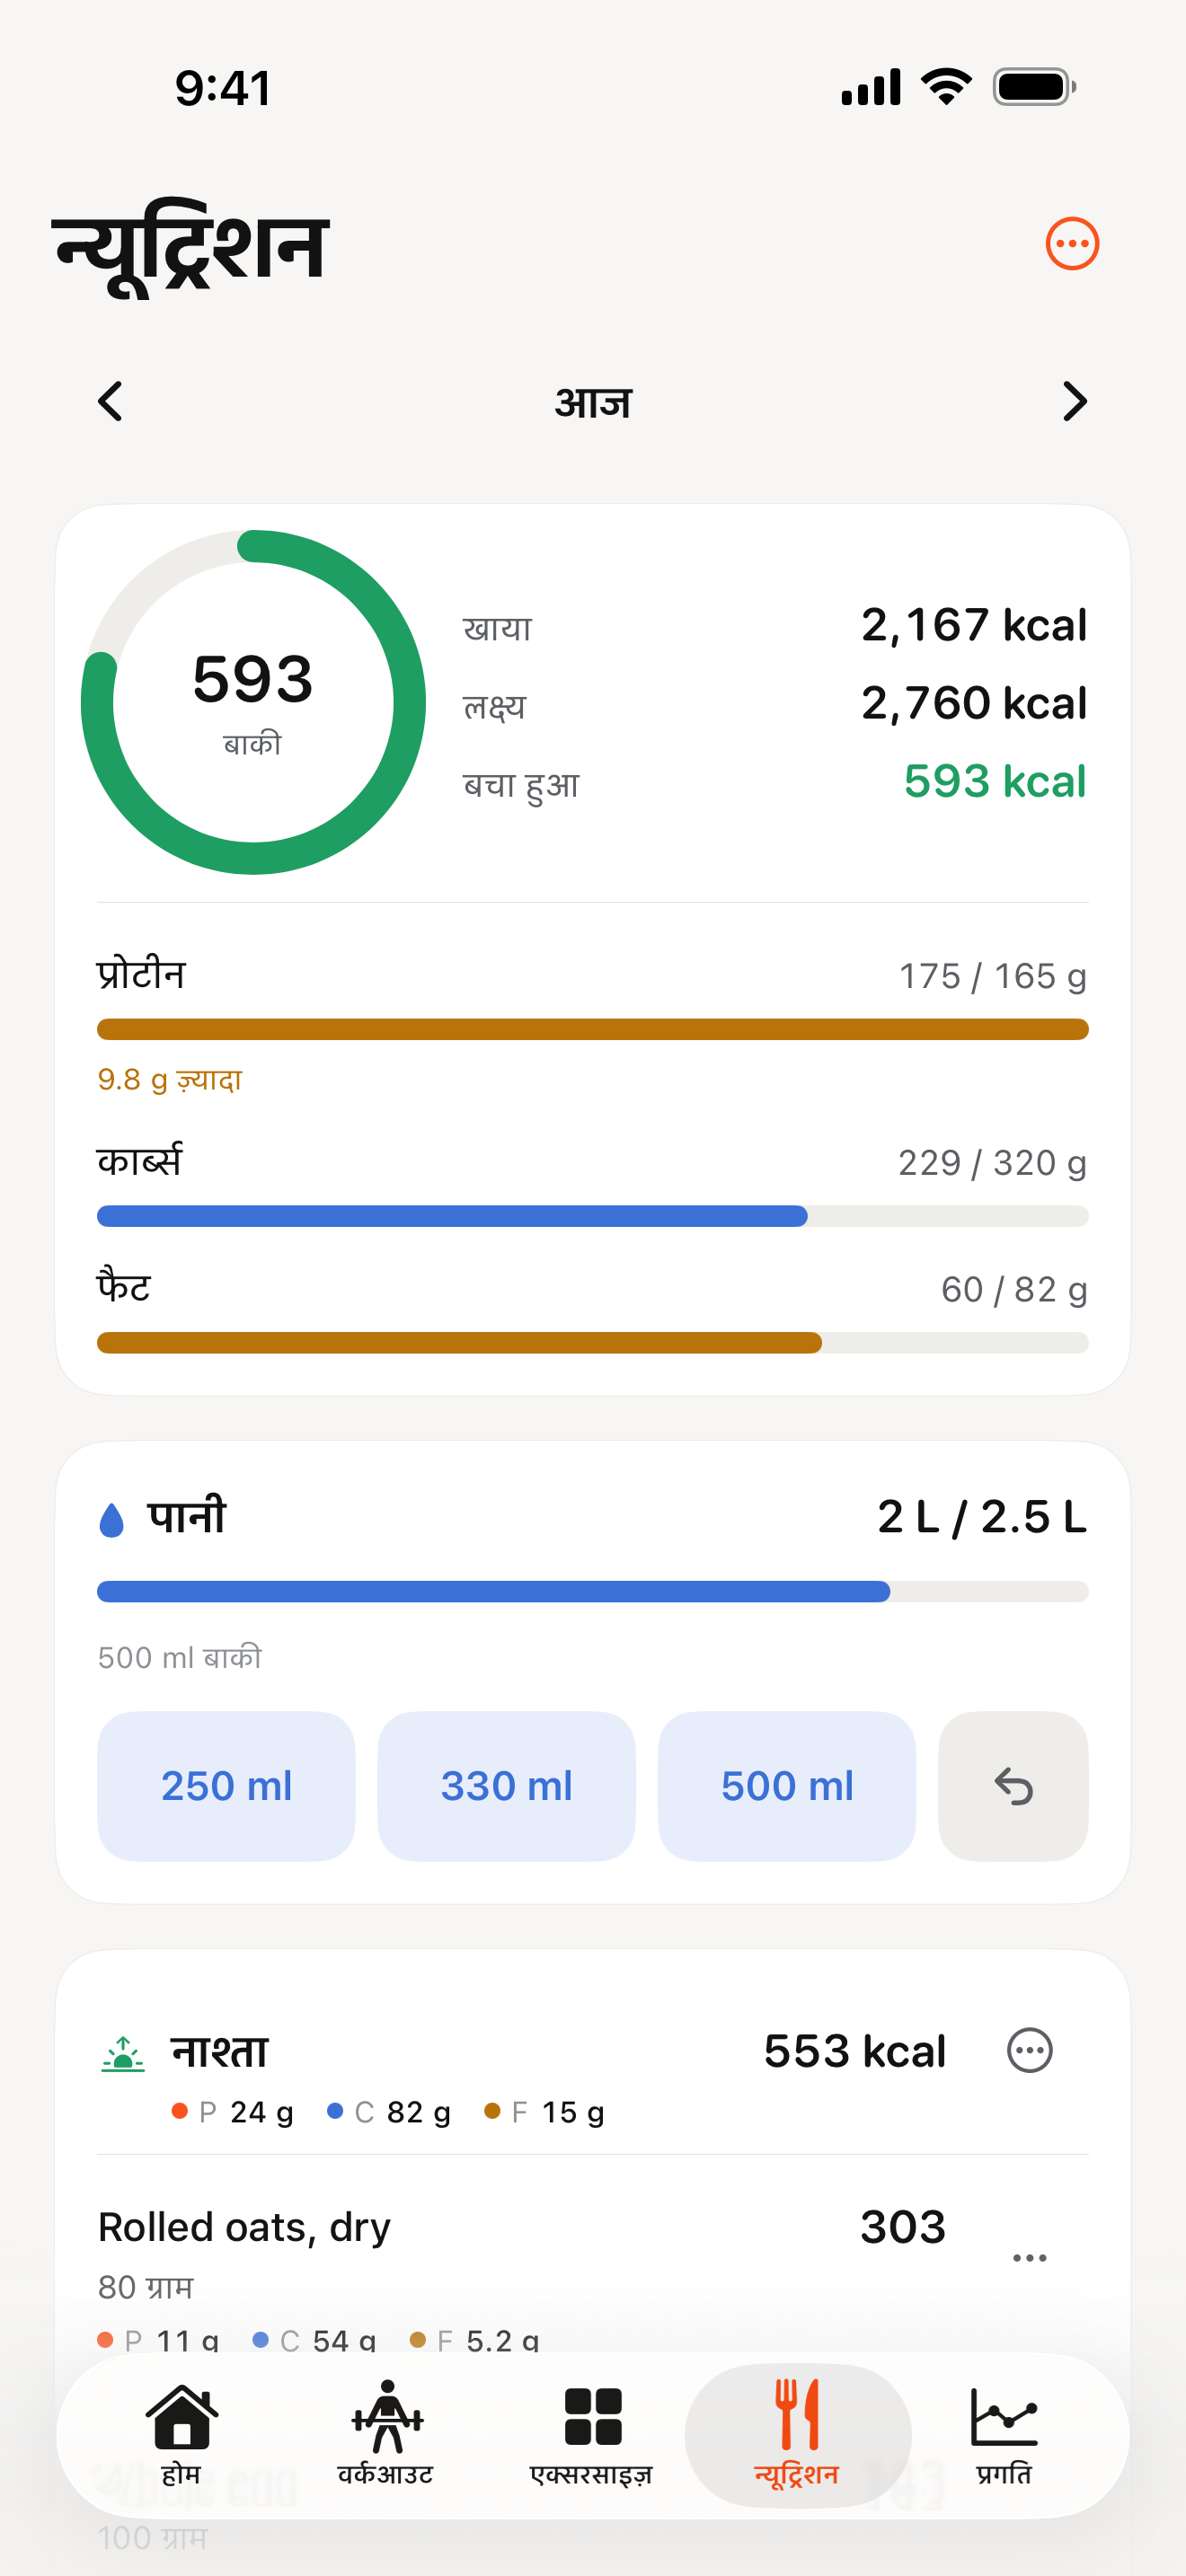 9:41
न्यूट्रिशन
आज
593
बाकी
खाया 2,167 kcal
लक्ष्य 2,760 kcal
बचा हुआ 593 kcal
प्रोटीन 175 / 165 g
9.8 g ज़्यादा
कार्ब्स 229 / 320 g
फैट 60 / 82 g
पानी 2 L / 2.5 L
500 ml बाकी
250 ml 330 ml 500 ml
नाश्ता 553 kcal
P 24 g C 82 g F 15 g
Rolled oats, dry 303
80 ग्राम
P 11 g C 54 g F 5.2 g
होम वर्कआउट एक्सरसाइज़ न्यूट्रिशन प्रगति
100 ग्राम